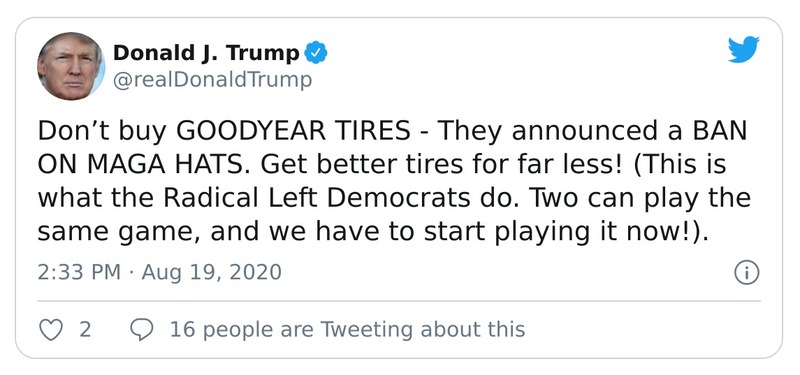 Donald J. Trump
@realDonaldTrump
Don’t buy GOODYEAR TIRES - They announced a BAN
ON MAGA HATS. Get better tires for far less! (This is
what the Radical Left Democrats do. Two can play the
same game, and we have to start playing it now!).
2:33 PM · Aug 19, 2020
2 16 people are Tweeting about this